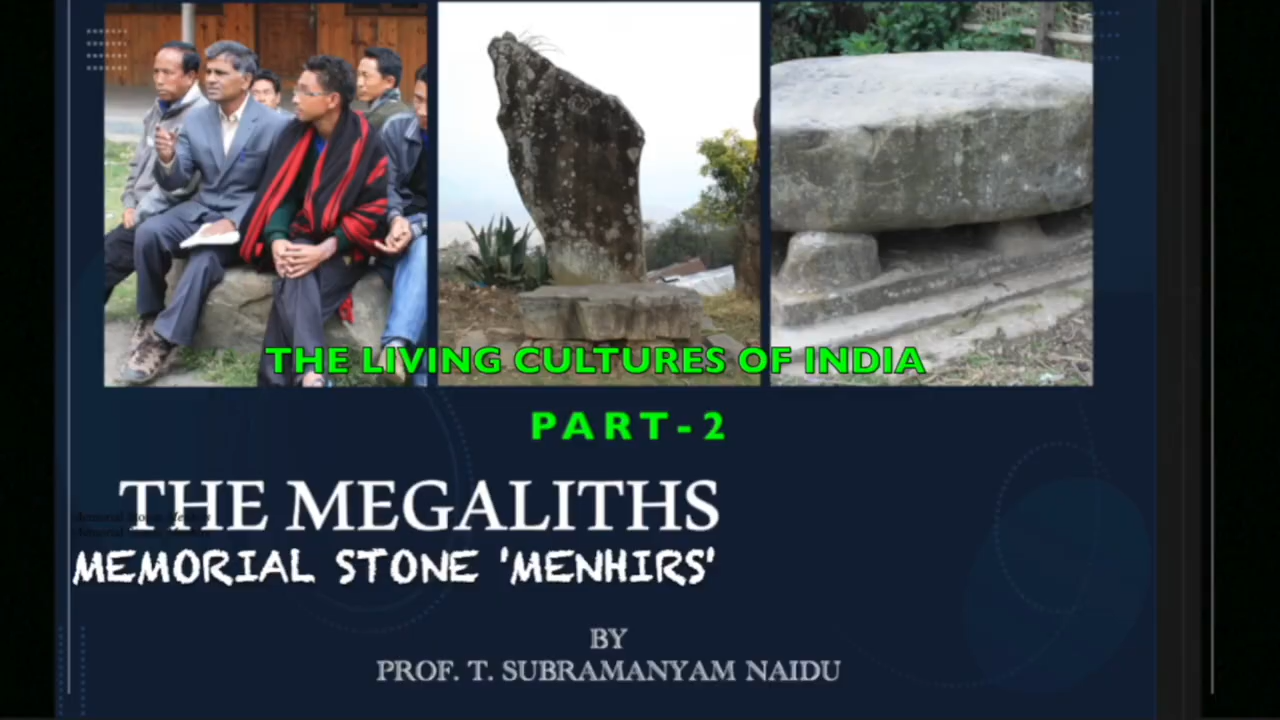 THE LIVING CULTURES OF INDIA
PART-2
THE MEGALITHS
MEMORIAL STONE 'MENHIRS'
BY
PROF. T. SUBRAMANYAM NAIDU